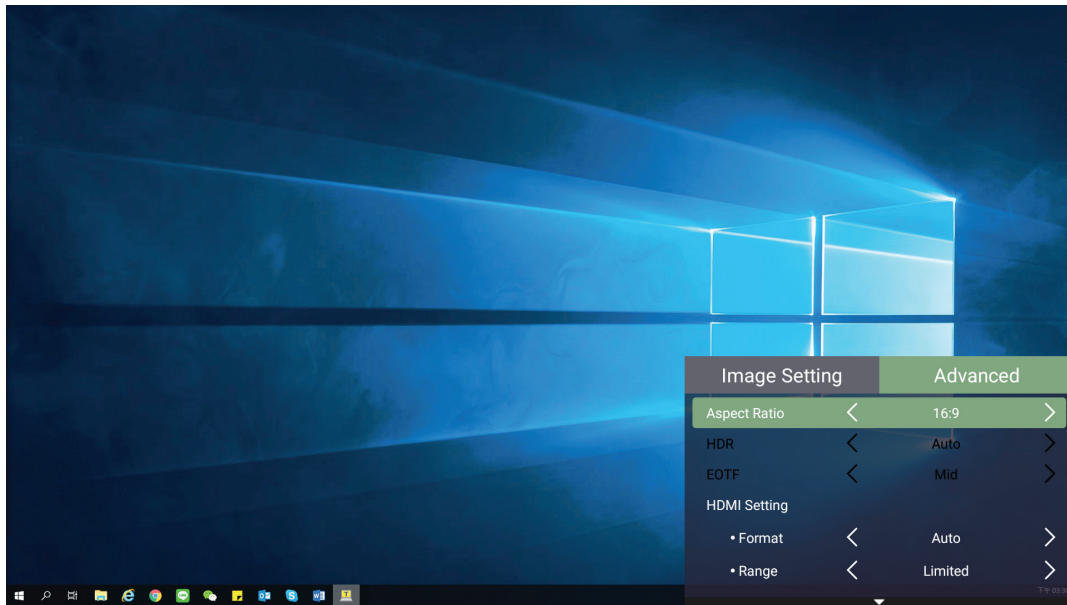 Image Setting Advanced
Aspect Ratio 16:9
HDR Auto
EOTF Mid
HDMI Setting
• Format Auto
• Range Limited